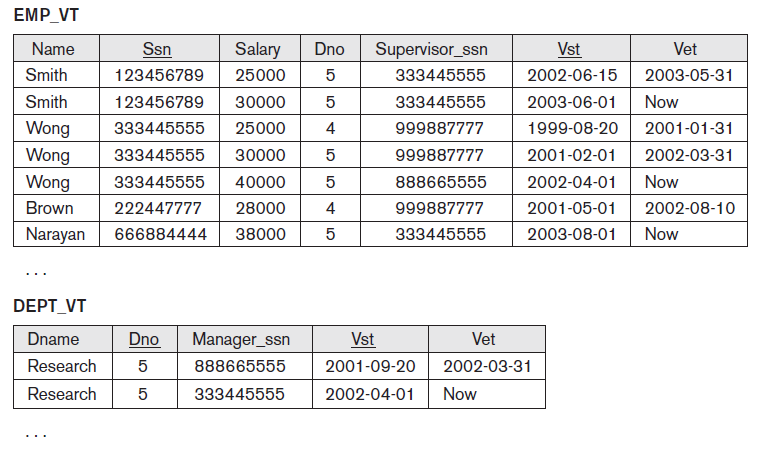 EMP_VT
Name Ssn Salary Dno Supervisor_ssn Vst Vet
Smith 123456789 25000 5 333445555 2002-06-15 2003-05-31
Smith 123456789 30000 5 333445555 2003-06-01 Now
Wong 333445555 25000 4 999887777 1999-08-20 2001-01-31
Wong 333445555 30000 5 999887777 2001-02-01 2002-03-31
Wong 333445555 40000 5 888665555 2002-04-01 Now
Brown 222447777 28000 4 999887777 2001-05-01 2002-08-10
Narayan 666884444 38000 5 333445555 2003-08-01 Now
...
DEPT_VT
Dname Dno Manager_ssn Vst Vet
Research 5 888665555 2001-09-20 2002-03-31
Research 5 333445555 2002-04-01 Now
...